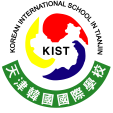 KOREAN INTERNATIONAL SCHOOL IN TIANJIN
KIST
天津韓國國際學校